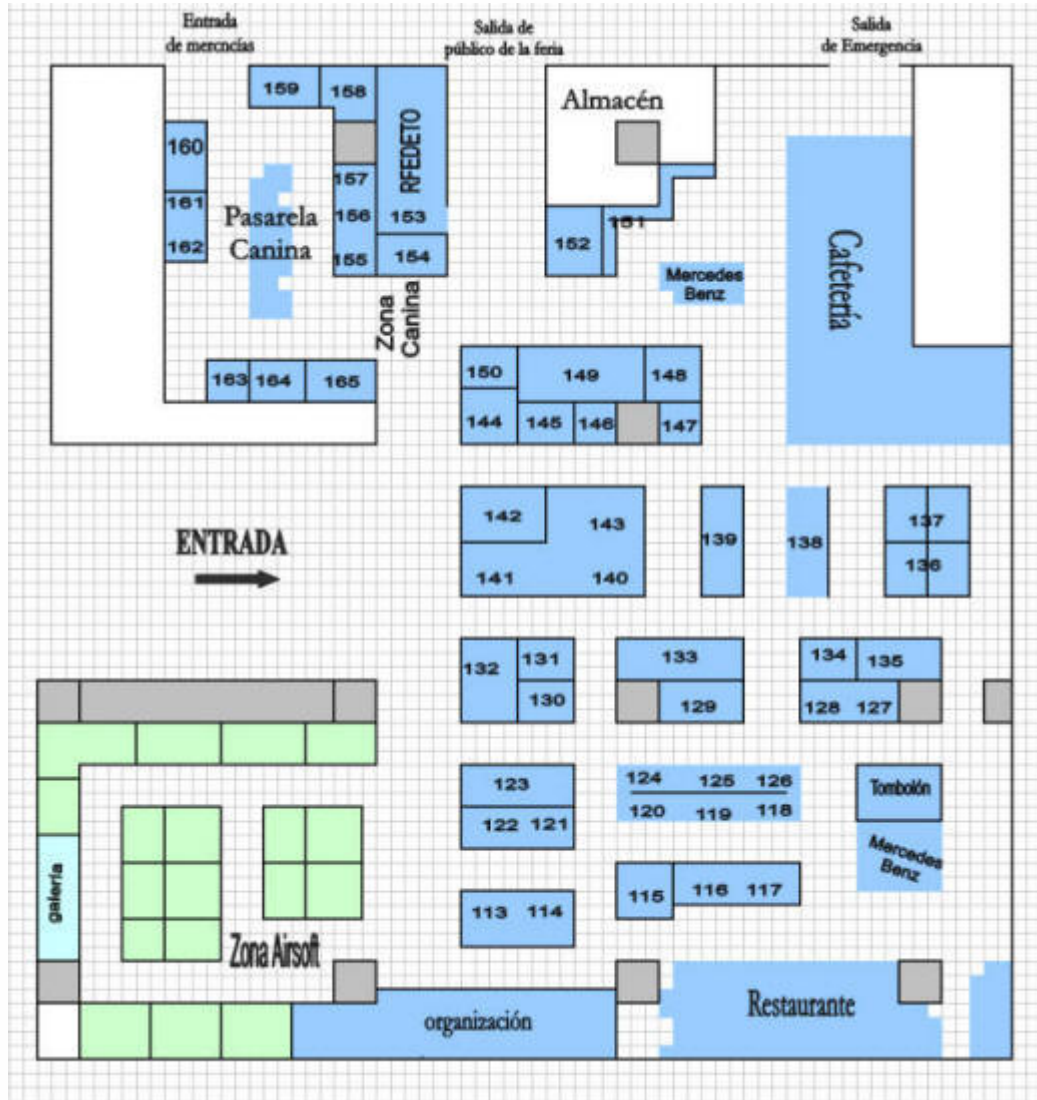 Entrada
de mercncías
Salida de
público de la feria
Salida
de Emergencia
159
158
Almacén
160
RFEDETO
157
161
Pasarela
156
153
151
162
Canina
155
154
152
Zona
Canina
Mercedes
Benz
Cafetería
163
164
165
150
149
148
144
145
146
147
142
143
139
138
137
ENTRADA
141
140
136
132
131
133
134
135
130
129
128
127
123
124
125
126
Tombolón
122
121
120
119
118
Mercedes
Benz
galería
115
116
117
113
114
Zona Airsoft
organización
Restaurante